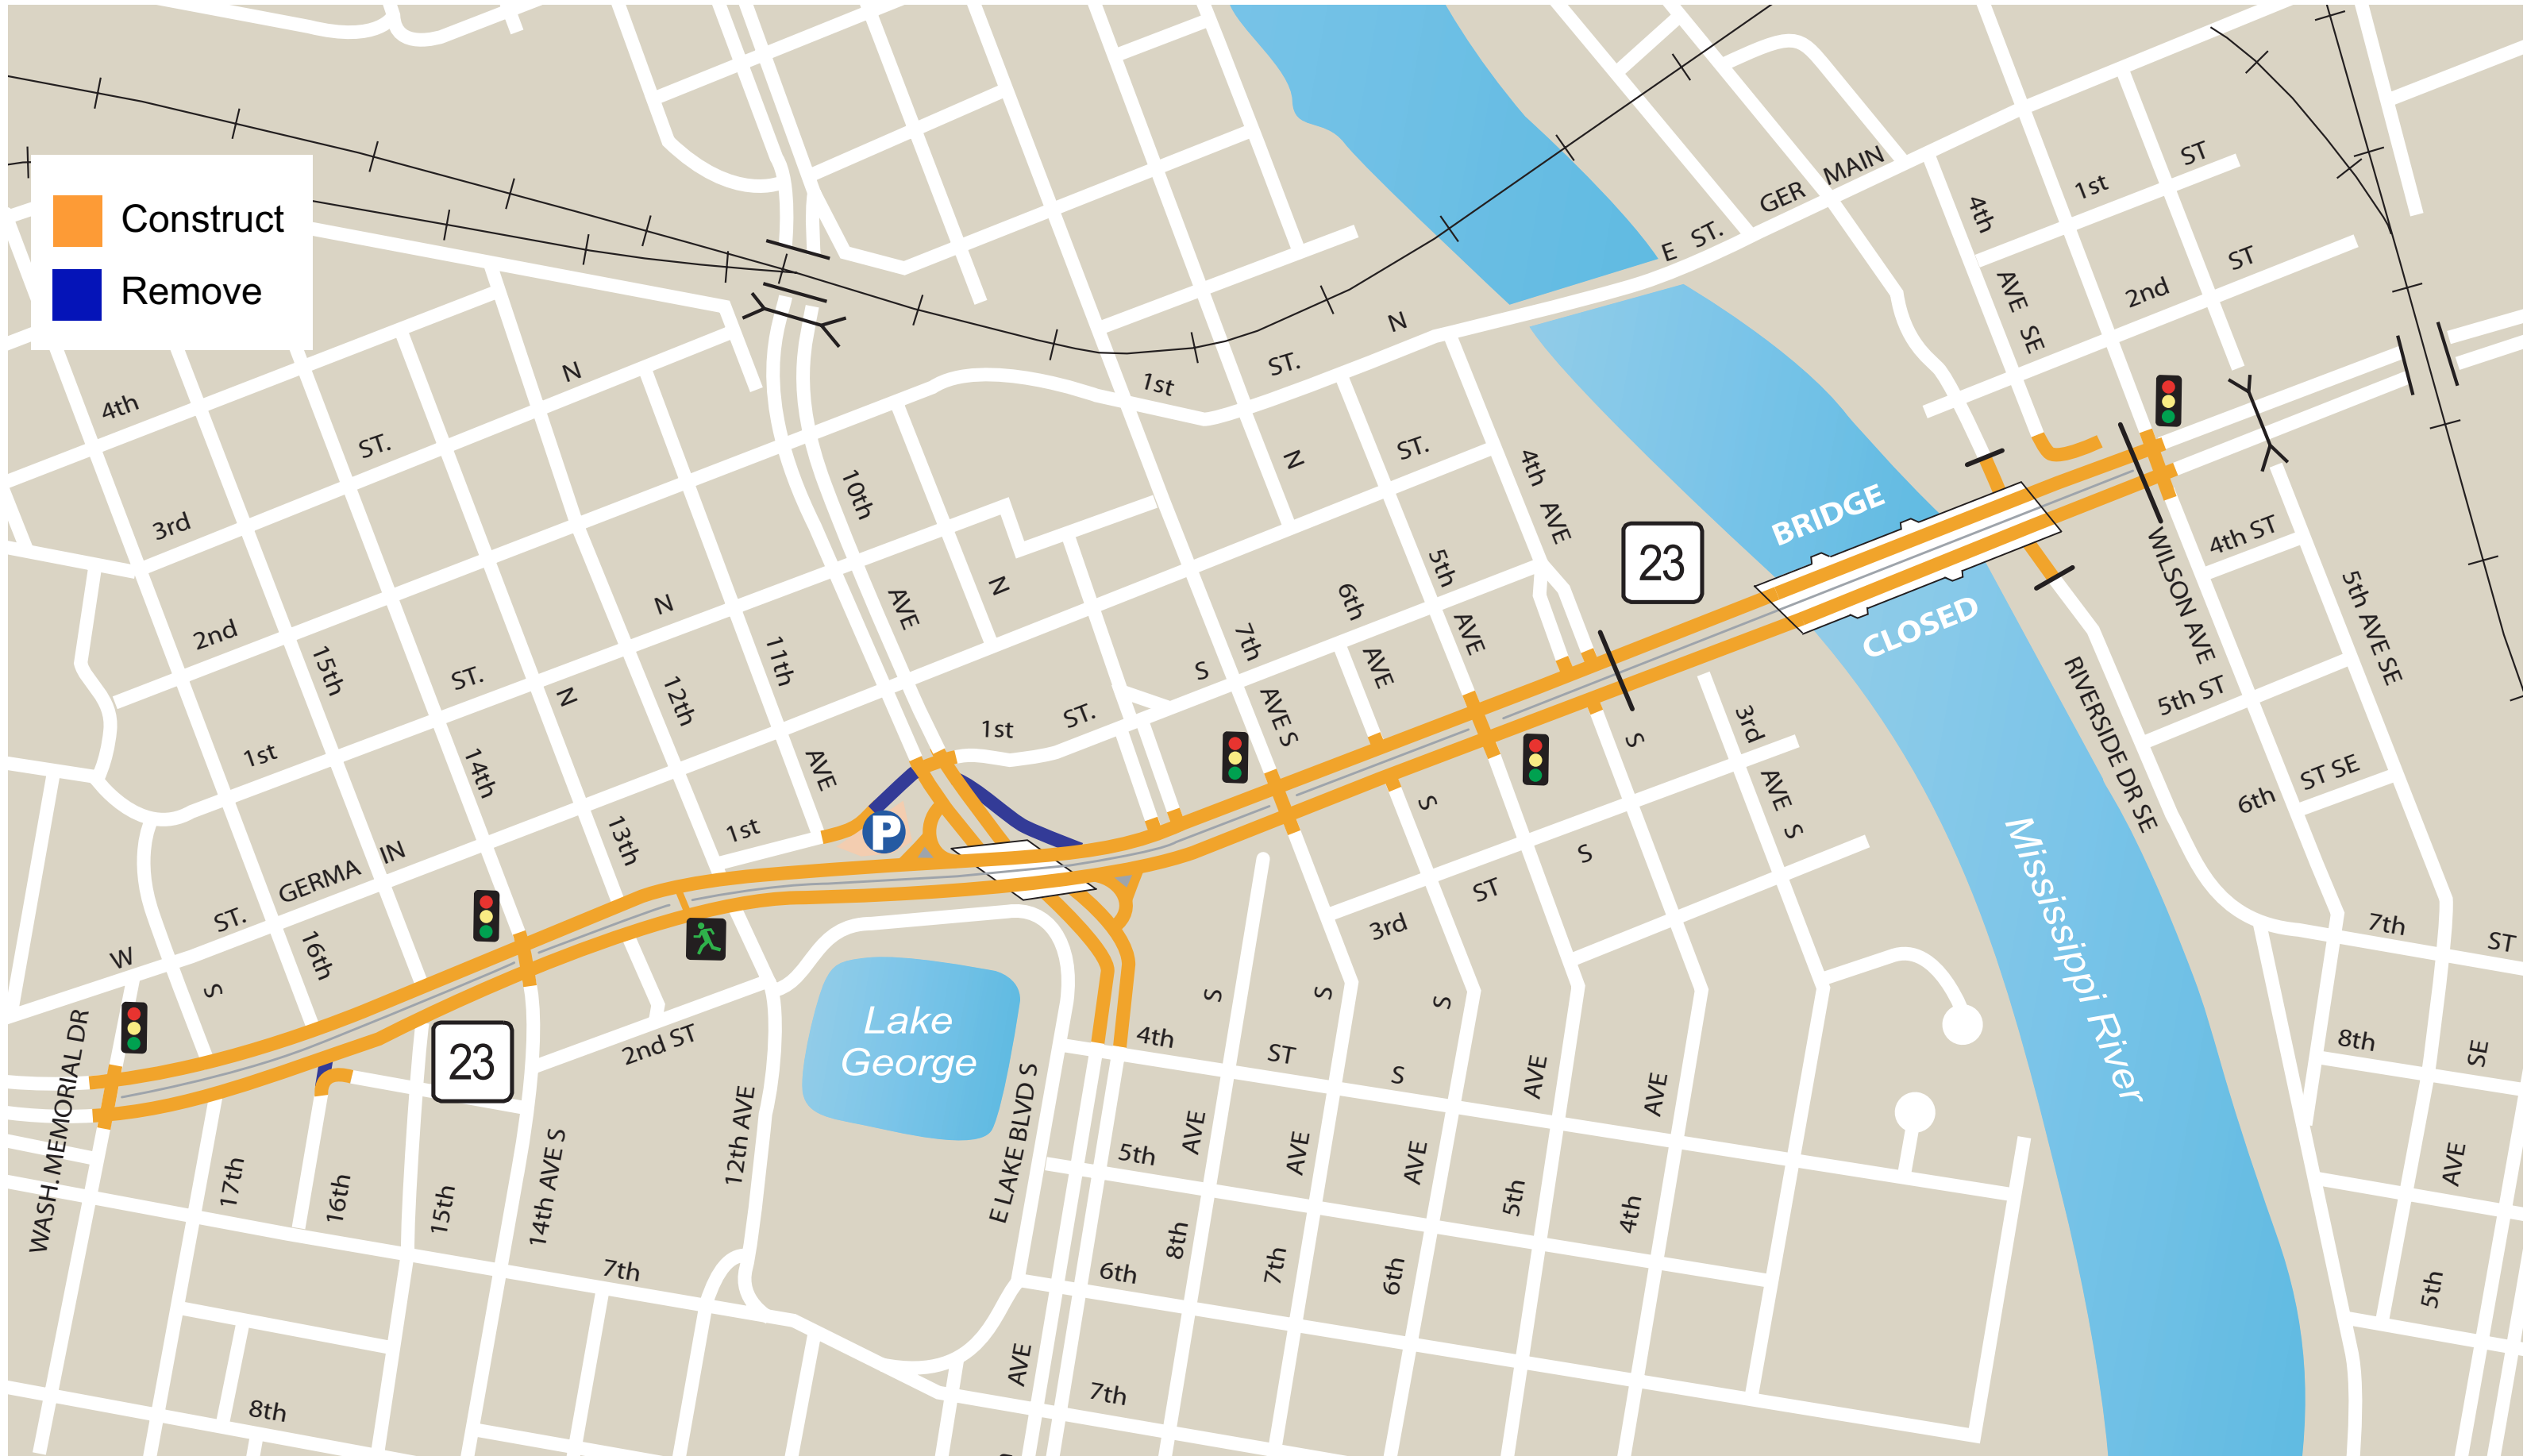 Construct
Remove
4th
ST.
N
3rd
ST.
N
2nd
ST.
N
1st
W
ST.
GERMA
IN
S
16th
15th
N
14th
13th
12th
11th
AVE
10th
AVE
N
1st
ST.
N
1st
ST.
S
1st
N
ST.
4th
AVE
5th
AVE
6th
AVE
7th
AVE S
23
BRIDGE
CLOSED
E
ST.
GER
MAIN
4th
AVE
SE
1st
ST
2nd
ST
WILSON AVE
4th ST
5th AVE SE
5th ST
RIVERSIDE DR SE
6th
ST SE
7th
ST
8th
SE
AVE
5th
Mississippi River
3rd
AVE
S
S
S
3rd
ST
S
P
23
2nd ST
Lake
George
WASH. MEMORIAL DR
17th
16th
15th
14th AVE S
12th AVE
E LAKE BLVD S
4th
ST
S
S
S
S
5th
AVE
AVE
AVE
AVE
AVE
8th
7th
6th
5th
4th
6th
7th
7th
AVE
8th